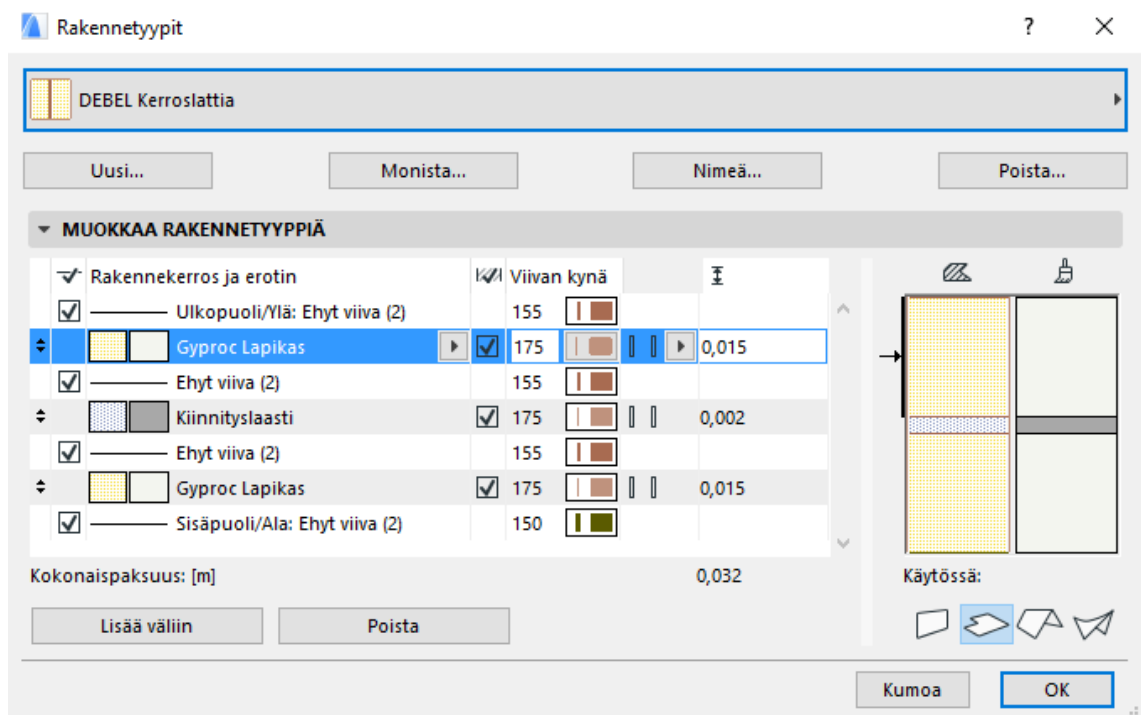 Rakennetyypit ?
DEBEL Kerroslattia
Uusi... Monista... Nimeä... Poista...
MUOKKAA RAKENNETYYPPIÄ
Rakennekerros ja erotin Viivan kynä
Ulkopuoli/Ylä: Ehyt viiva (2) 155
Gyproc Lapikas 175 0,015
Ehyt viiva (2) 155
Kiinnityslaasti 175 0,002
Ehyt viiva (2) 155
Gyproc Lapikas 175 0,015
Sisäpuoli/Ala: Ehyt viiva (2) 150
Kokonaispaksuus: [m] 0,032
Käytössä:
Lisää väliin Poista
Kumoa OK